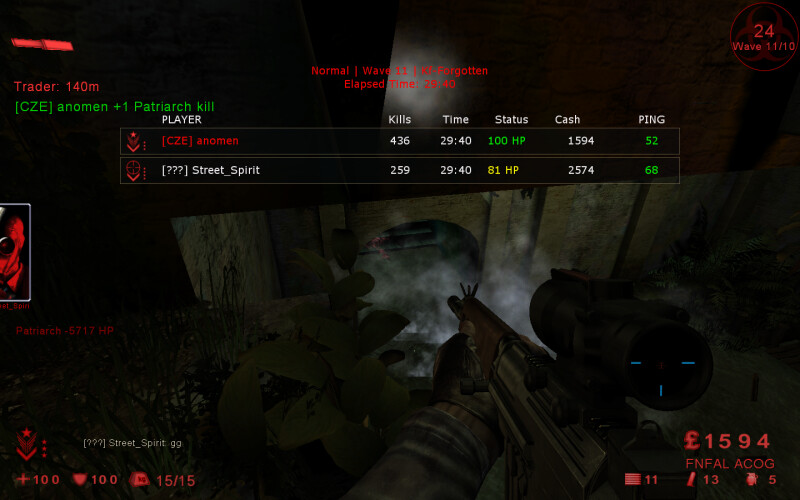 24
Wave 11/10
Normal | Wave 11 | Kf Forgotten
Elapsed Time: 29:40
Trader: 140m
[CZE] anomen +1 Patriarch kill
PLAYER Kills Time Status Cash PING
[CZE] anomen 436 29:40 100 HP 1594 52
[???] Street_Spirit 259 29:40 81 HP 2574 68
eet_Spirit
Patriarch -5717 HP
[???] Street_Spirit: gg
£1594
FNFAL ACOG
100 100 15/15
11 13 5